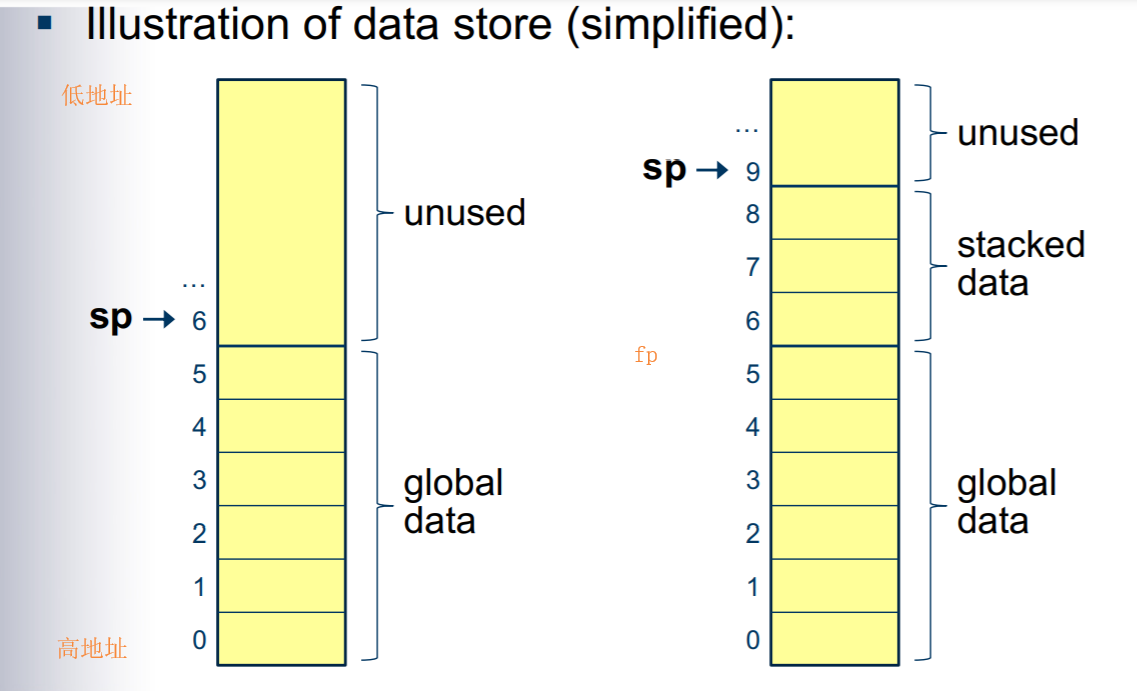 ▪ Illustration of data store (simplified):
低地址
unused
...
sp → 6
5
4
3
2
1
0
global
data
高地址
...
sp → 9
8
7
6
fp
5
4
3
2
1
0
unused
stacked
data
global
data